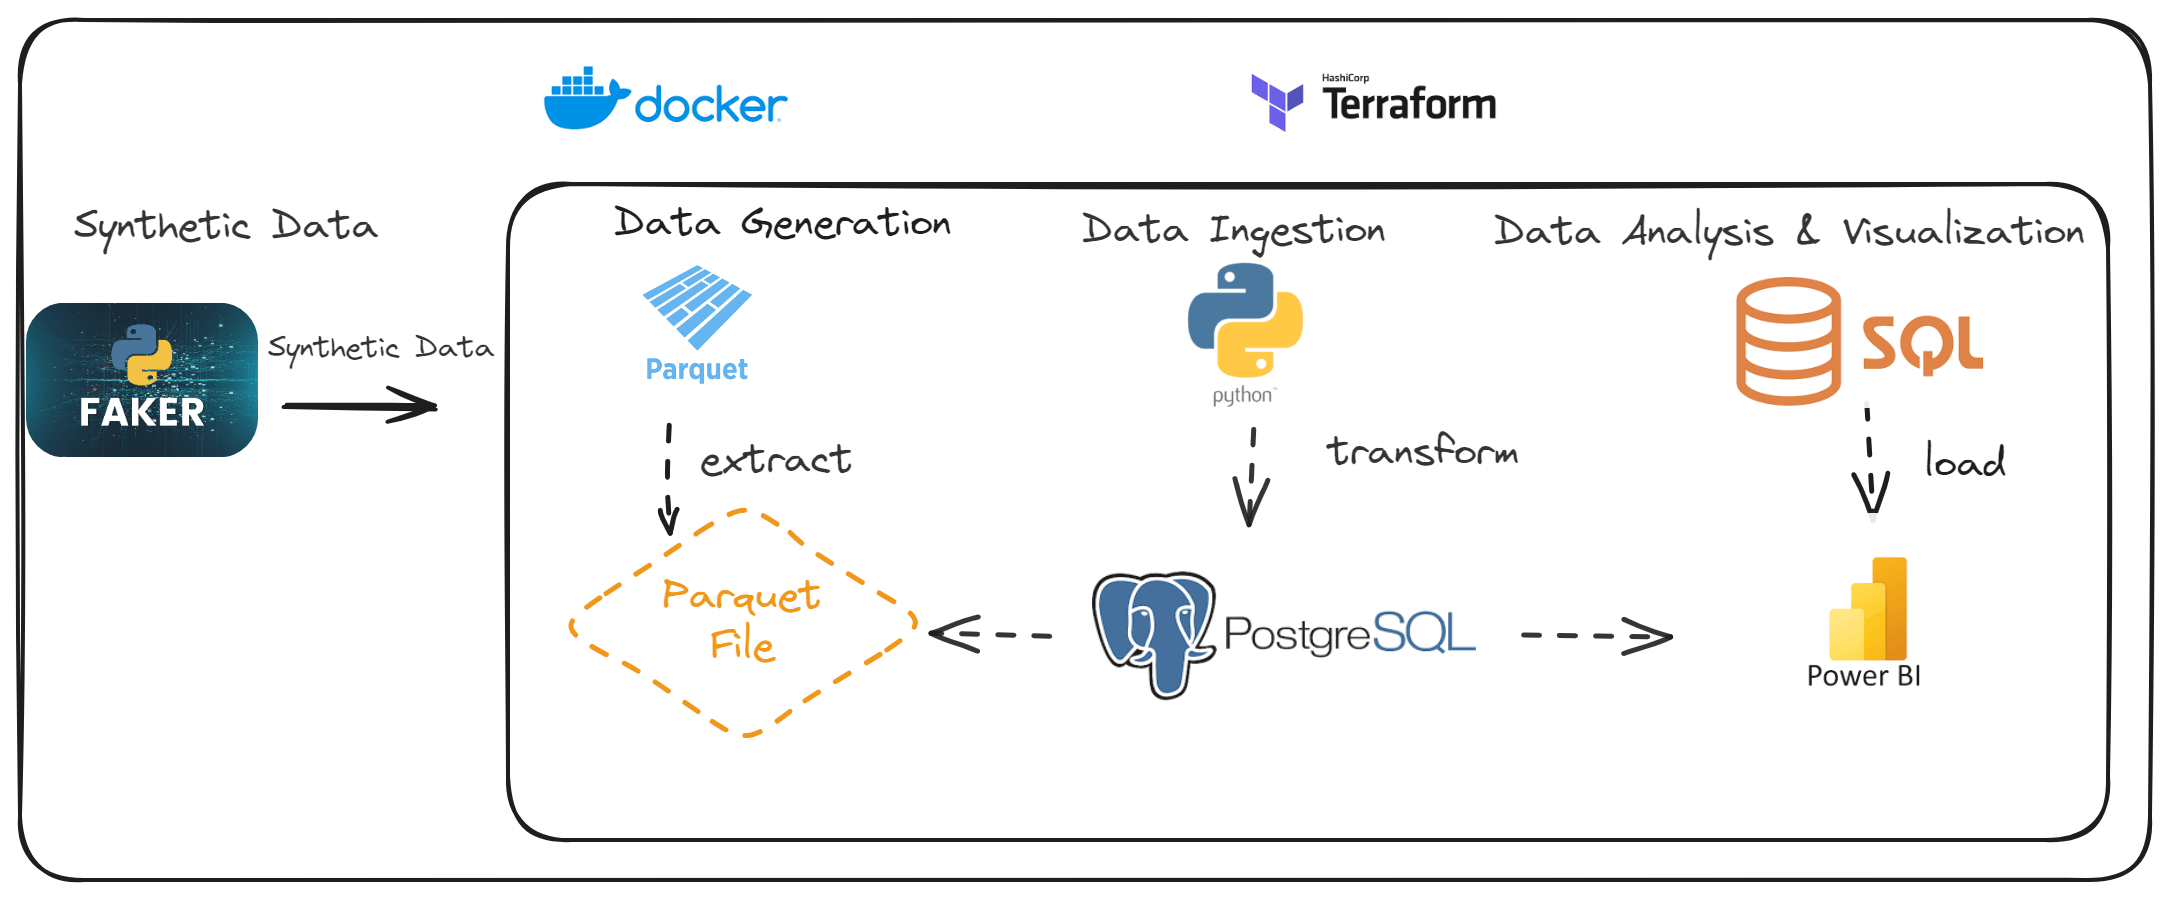 docker
HashiCorp
Terraform
Synthetic Data
Data Generation
Data Ingestion
Data Analysis & Visualization
FAKER
Synthetic Data
Parquet
python™
SQL
extract
transform
load
Parquet
File
PostgreSQL
Power BI